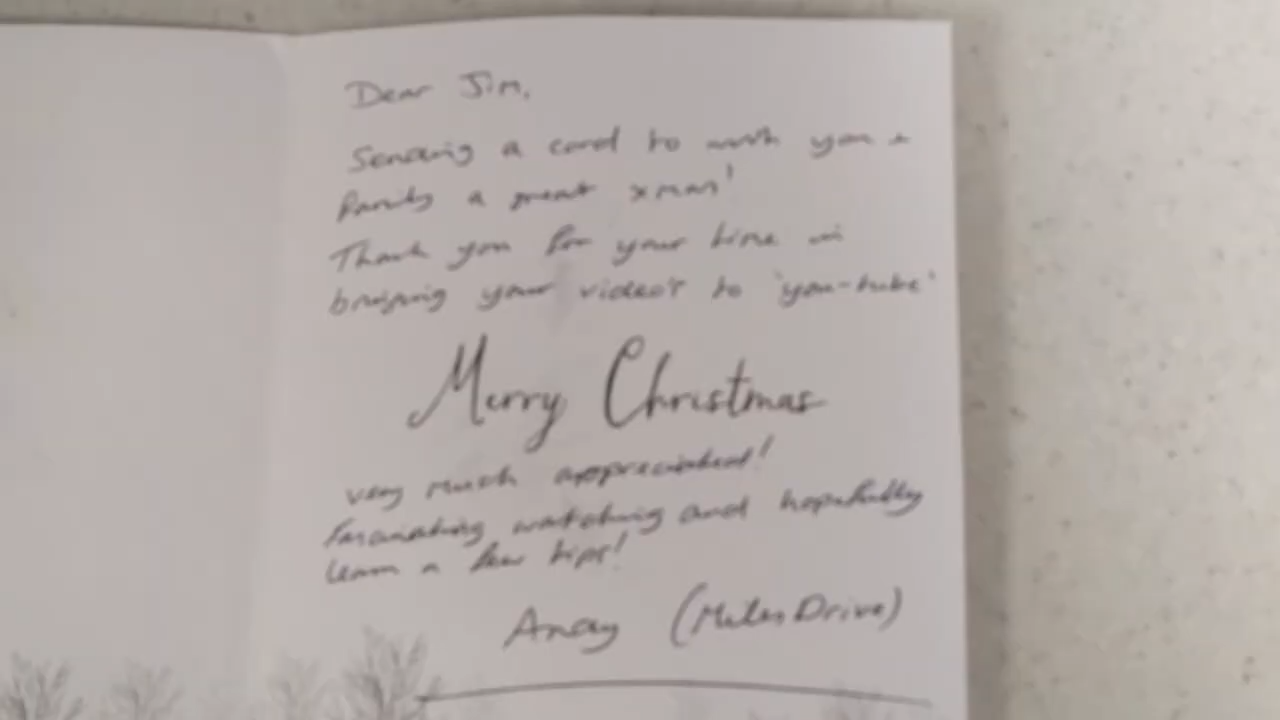 Dear Jim,
Sending a card to wish you +
family a great xmas!
Thank you for your time in
bringing your video's to 'you-tube'
Merry Christmas
very much appreciated!
Fascinating watching and hopefully
learn a few tips!
Andy (Miles Drive)